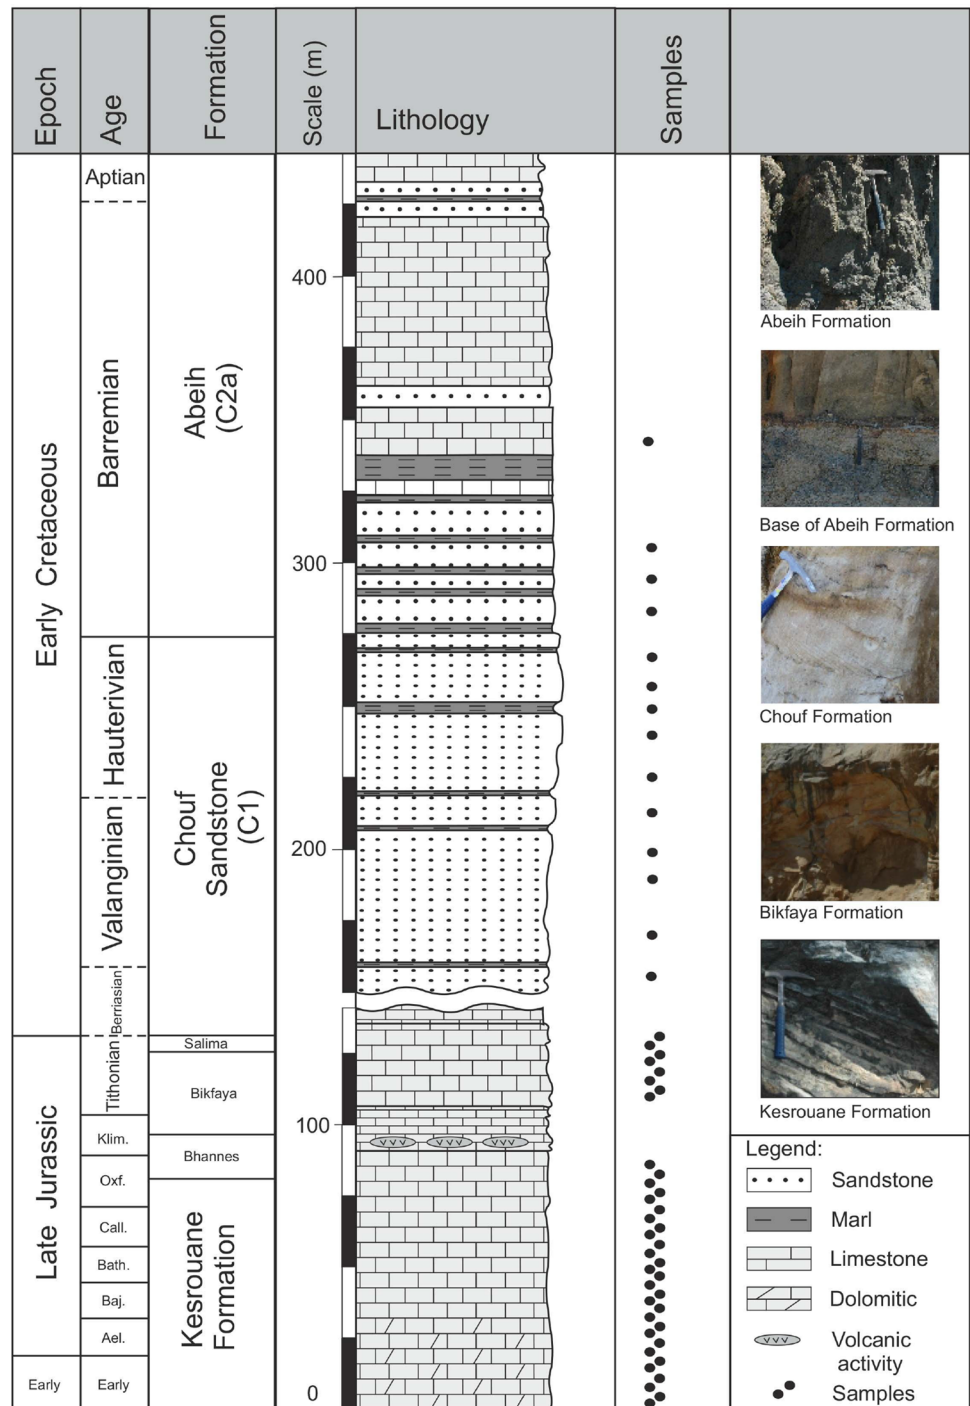 Epoch
Age
Formation
Scale (m)
Lithology
Samples
Early Cretaceous
Late Jurassic
Early
Aptian
Barremian
Hauterivian
Valanginian
Berriasian
Tithonian
Klim.
Oxf.
Call.
Bath.
Baj.
Ael.
Early
Abeih
(C2a)
Chouf
Sandstone
(C1)
Salima
Bikfaya
Bhannes
Kesrouane
Formation
400
300
200
100
0
Abeih Formation
Base of Abeih Formation
Chouf Formation
Bikfaya Formation
Kesrouane Formation
Legend:
Sandstone
Marl
Limestone
Dolomitic
Volcanic
activity
Samples